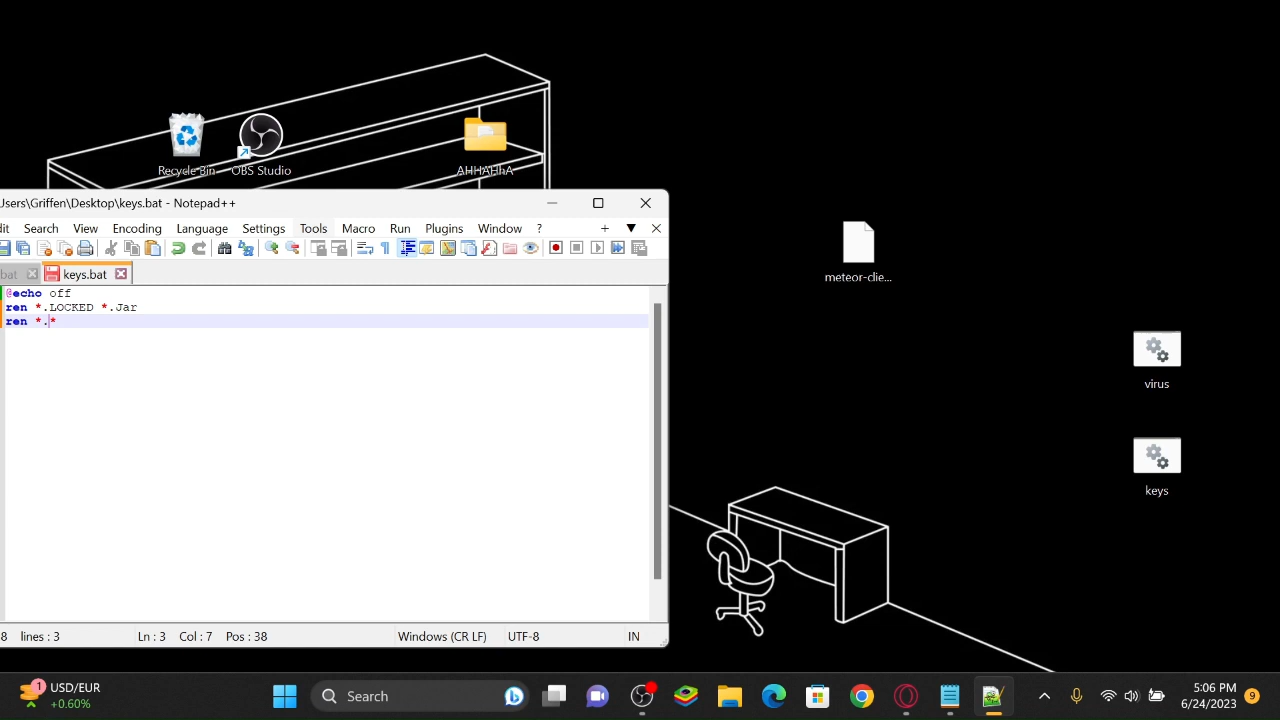 Recycle Bin
OBS Studio
AHHAHhA
Users\Griffen\Desktop\keys.bat - Notepad++
dit Search View Encoding Language Settings Tools Macro Run Plugins Window ? + ▼ ✕
bat keys.bat
@echo off
ren *.LOCKED *.Jar
ren *.*
8 lines : 3 Ln : 3 Col : 7 Pos : 38 Windows (CR LF) UTF-8 IN
meteor-clie...
virus
keys
1 USD/EUR
+0.60%
Search
5:06 PM
6/24/2023
9